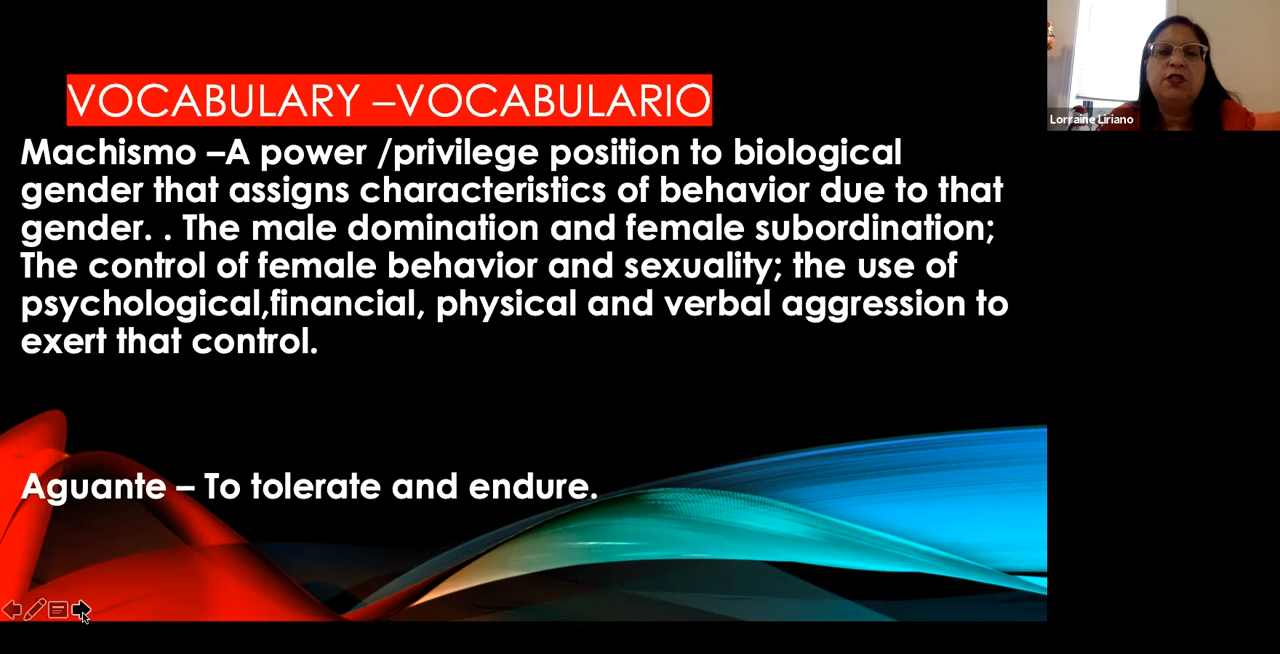 VOCABULARY –VOCABULARIO
Machismo –A power /privilege position to biological
gender that assigns characteristics of behavior due to that
gender. . The male domination and female subordination;
The control of female behavior and sexuality; the use of
psychological,financial, physical and verbal aggression to
exert that control.
Aguante – To tolerate and endure.
Lorraine Liriano